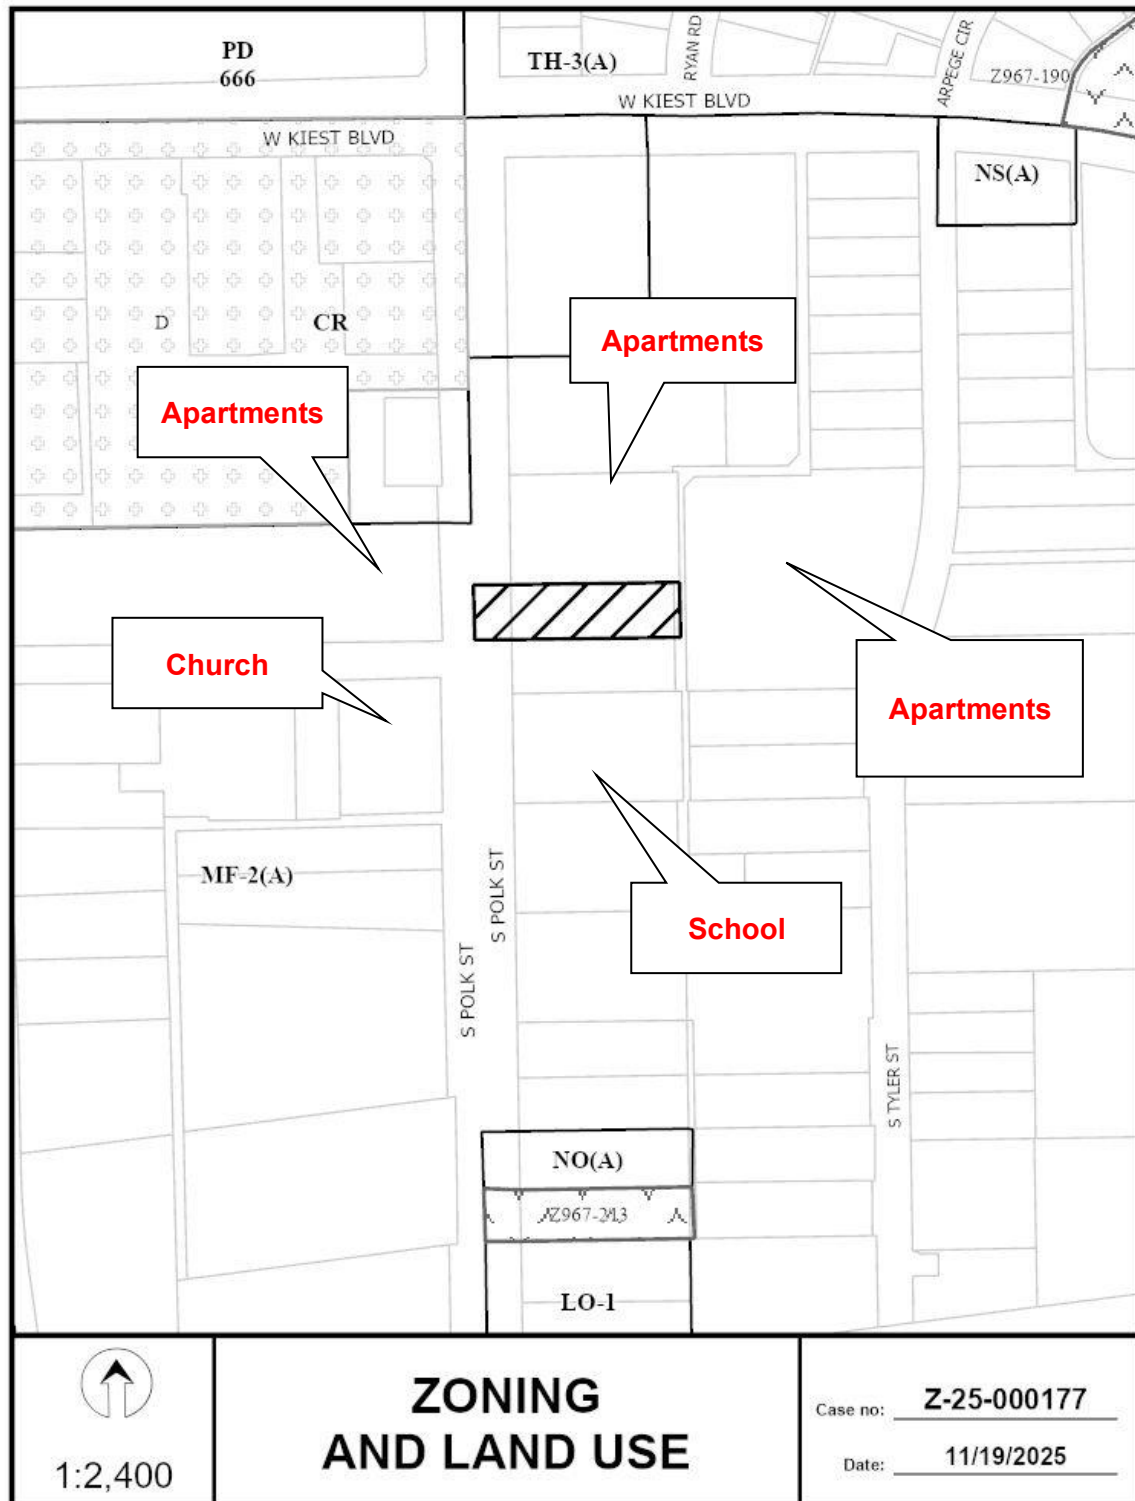 PD
666
TH-3(A)
RYAN RD
ARPEGE CIR
Z967-190
W KIEST BLVD
W KIEST BLVD
NS(A)
D
CR
Apartments
Apartments
Church
Apartments
MF-2(A)
S POLK ST
S POLK ST
School
S TYLER ST
NO(A)
LO-1
1:2,400
ZONING
AND LAND USE
Case no: Z-25-000177
Date: 11/19/2025